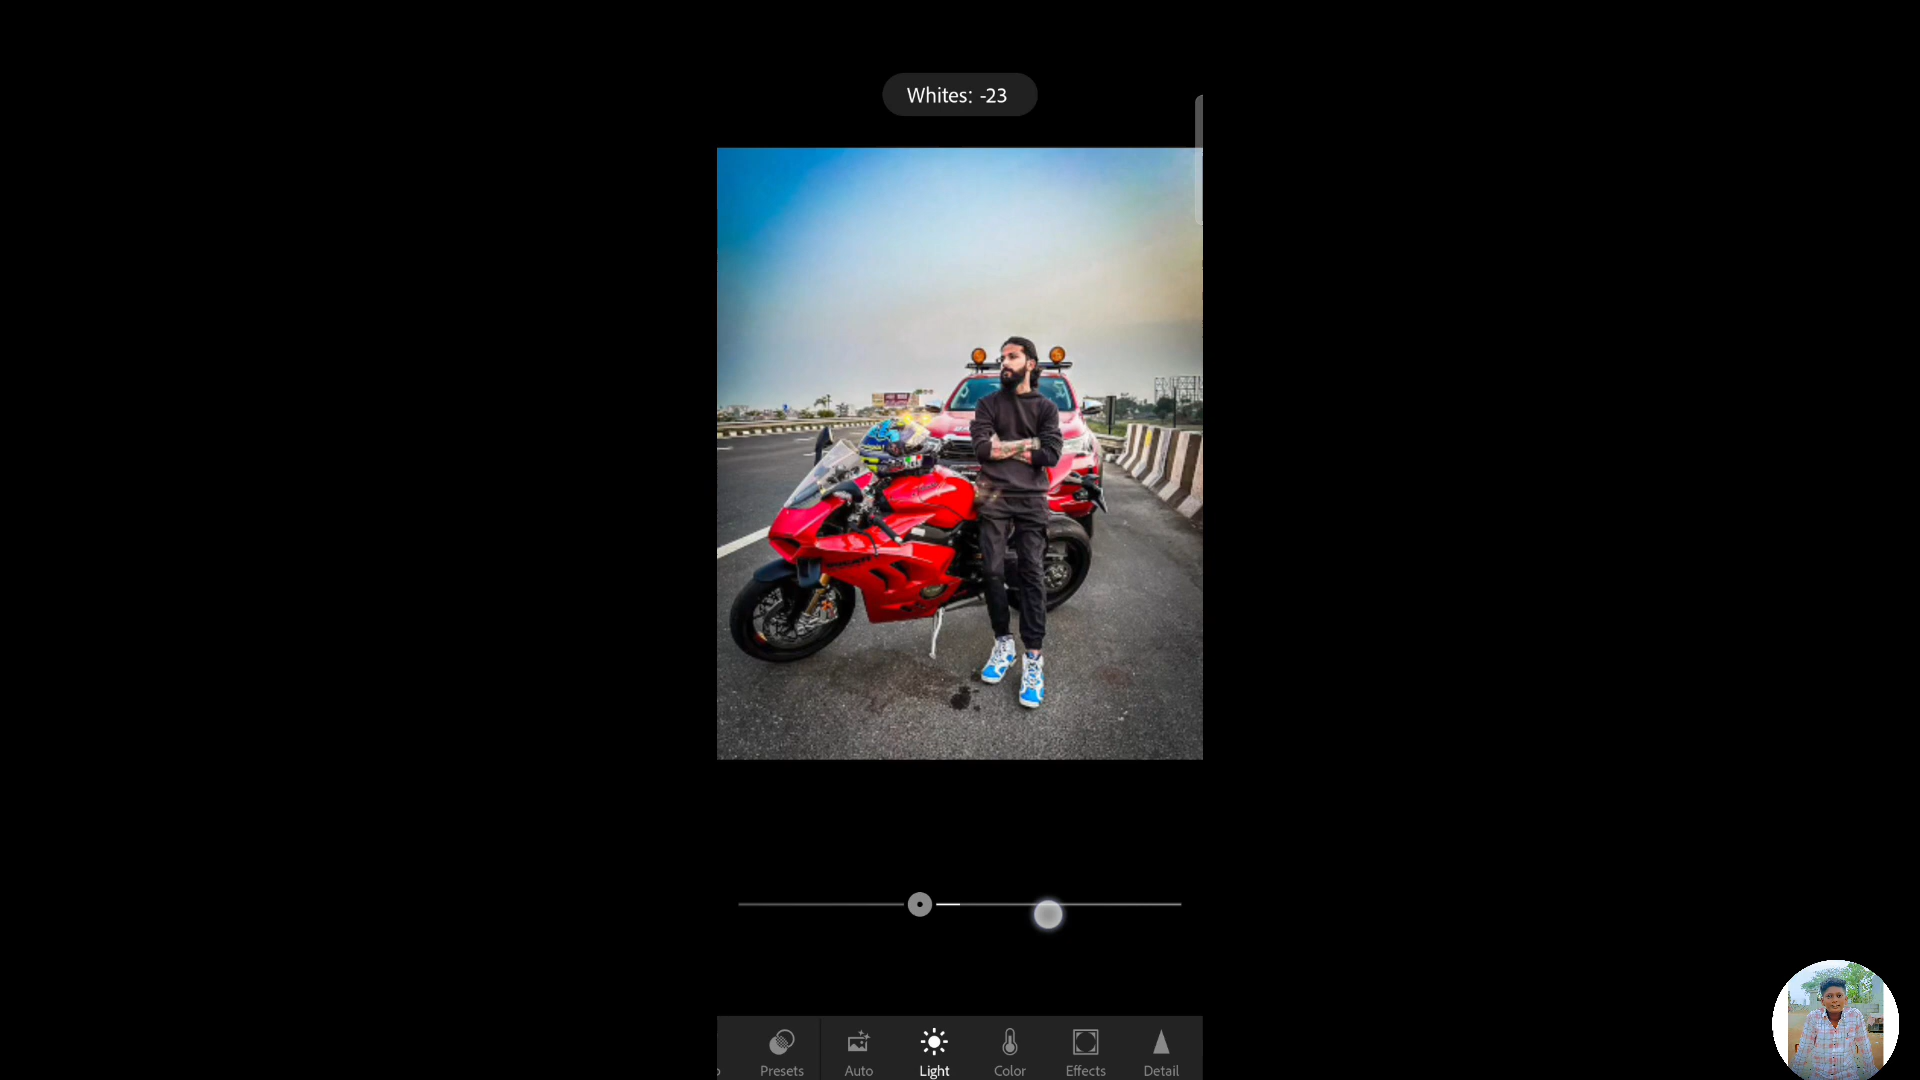 Whites: -23
Presets
Auto
Light
Color
Effects
Detail